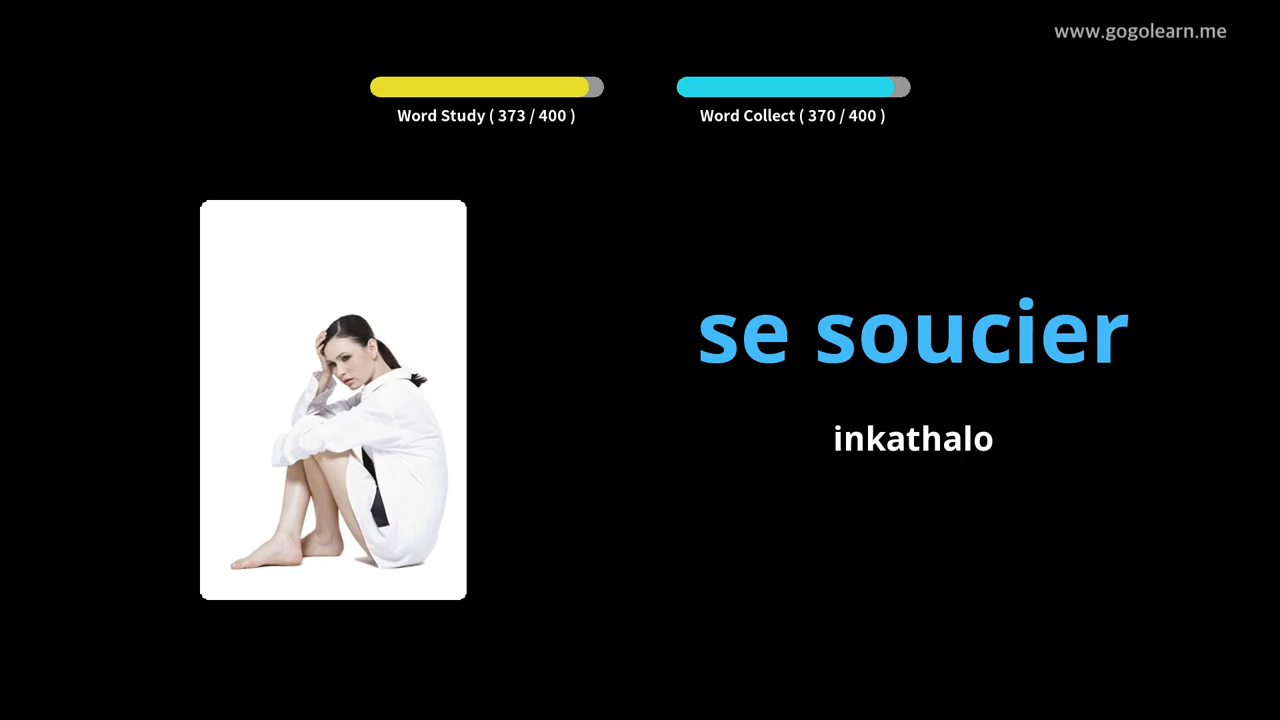 www.gogolearn.me
Word Study ( 373 / 400 )
Word Collect ( 370 / 400 )
se soucier
inkathalo